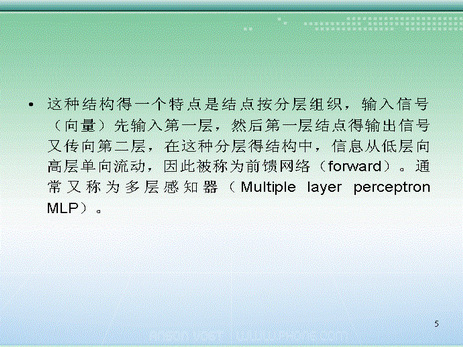 • 这种结构得一个特点是结点按分层组织，输入信号
（向量）先输入第一层，然后第一层结点得输出信号
又传向第二层，在这种分层得结构中，信息从低层向
高层单向流动，因此被称为前馈网络（forward）。通
常又称为多层感知器（Multiple layer perceptron
MLP）。
5